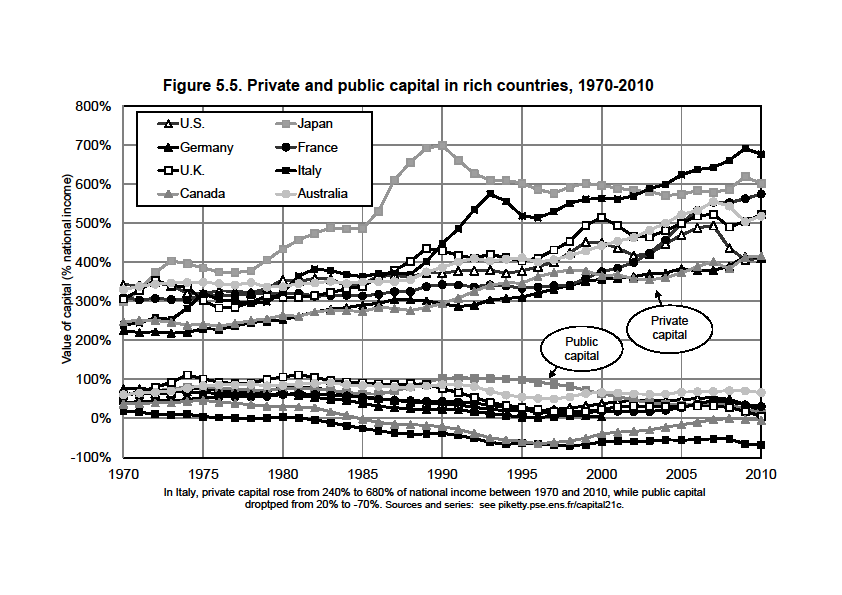 Figure 5.5. Private and public capital in rich countries, 1970-2010
Value of capital (% national income)
800%
700%
600%
500%
400%
300%
200%
100%
0%
-100%
U.S.
Japan
Germany
France
U.K.
Italy
Canada
Australia
Public
capital
Private
capital
1970
1975
1980
1985
1990
1995
2000
2005
2010
In Italy, private capital rose from 240% to 680% of national income between 1970 and 2010, while public capital
droptped from 20% to -70%. Sources and series: see piketty.pse.ens.fr/capital21c.